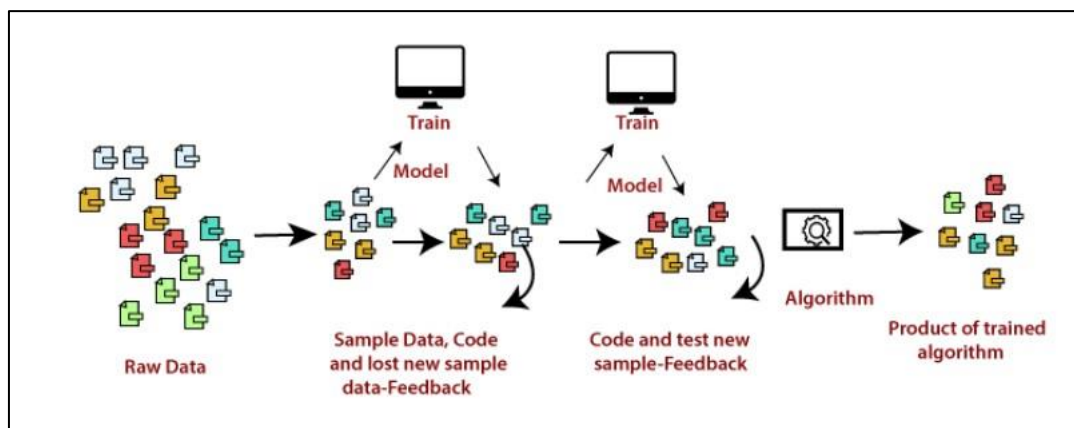 Train
Train
Model
Model
Raw Data
Sample Data, Code
and lost new sample
data-Feedback
Code and test new
sample-Feedback
Algorithm
Product of trained
algorithm